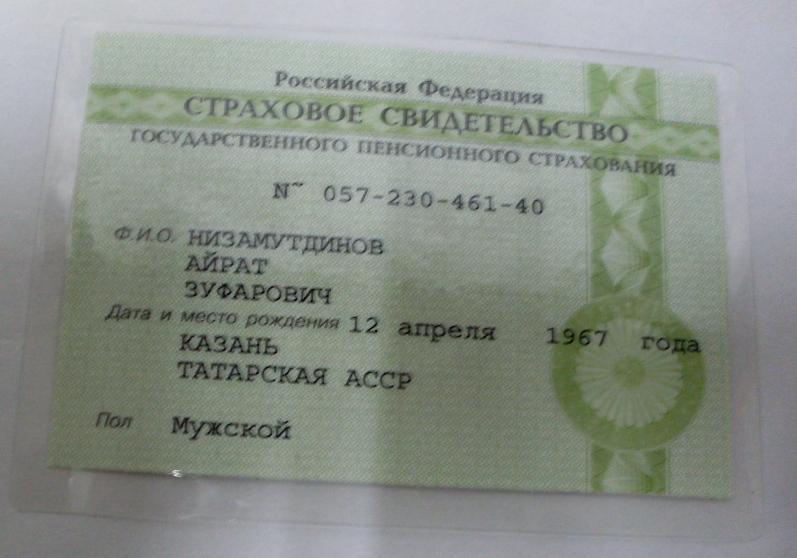 Российская Федерация
СТРАХОВОЕ СВИДЕТЕЛЬСТВО
ГОСУДАРСТВЕННОГО ПЕНСИОННОГО СТРАХОВАНИЯ
N~ 057-230-461-40
Ф.И.О. НИЗАМУТДИНОВ
АЙРАТ
ЗУФАРОВИЧ
Дата и место рождения 12 апреля 1967 года
КАЗАНЬ
ТАТАРСКАЯ АССР
Пол Мужской